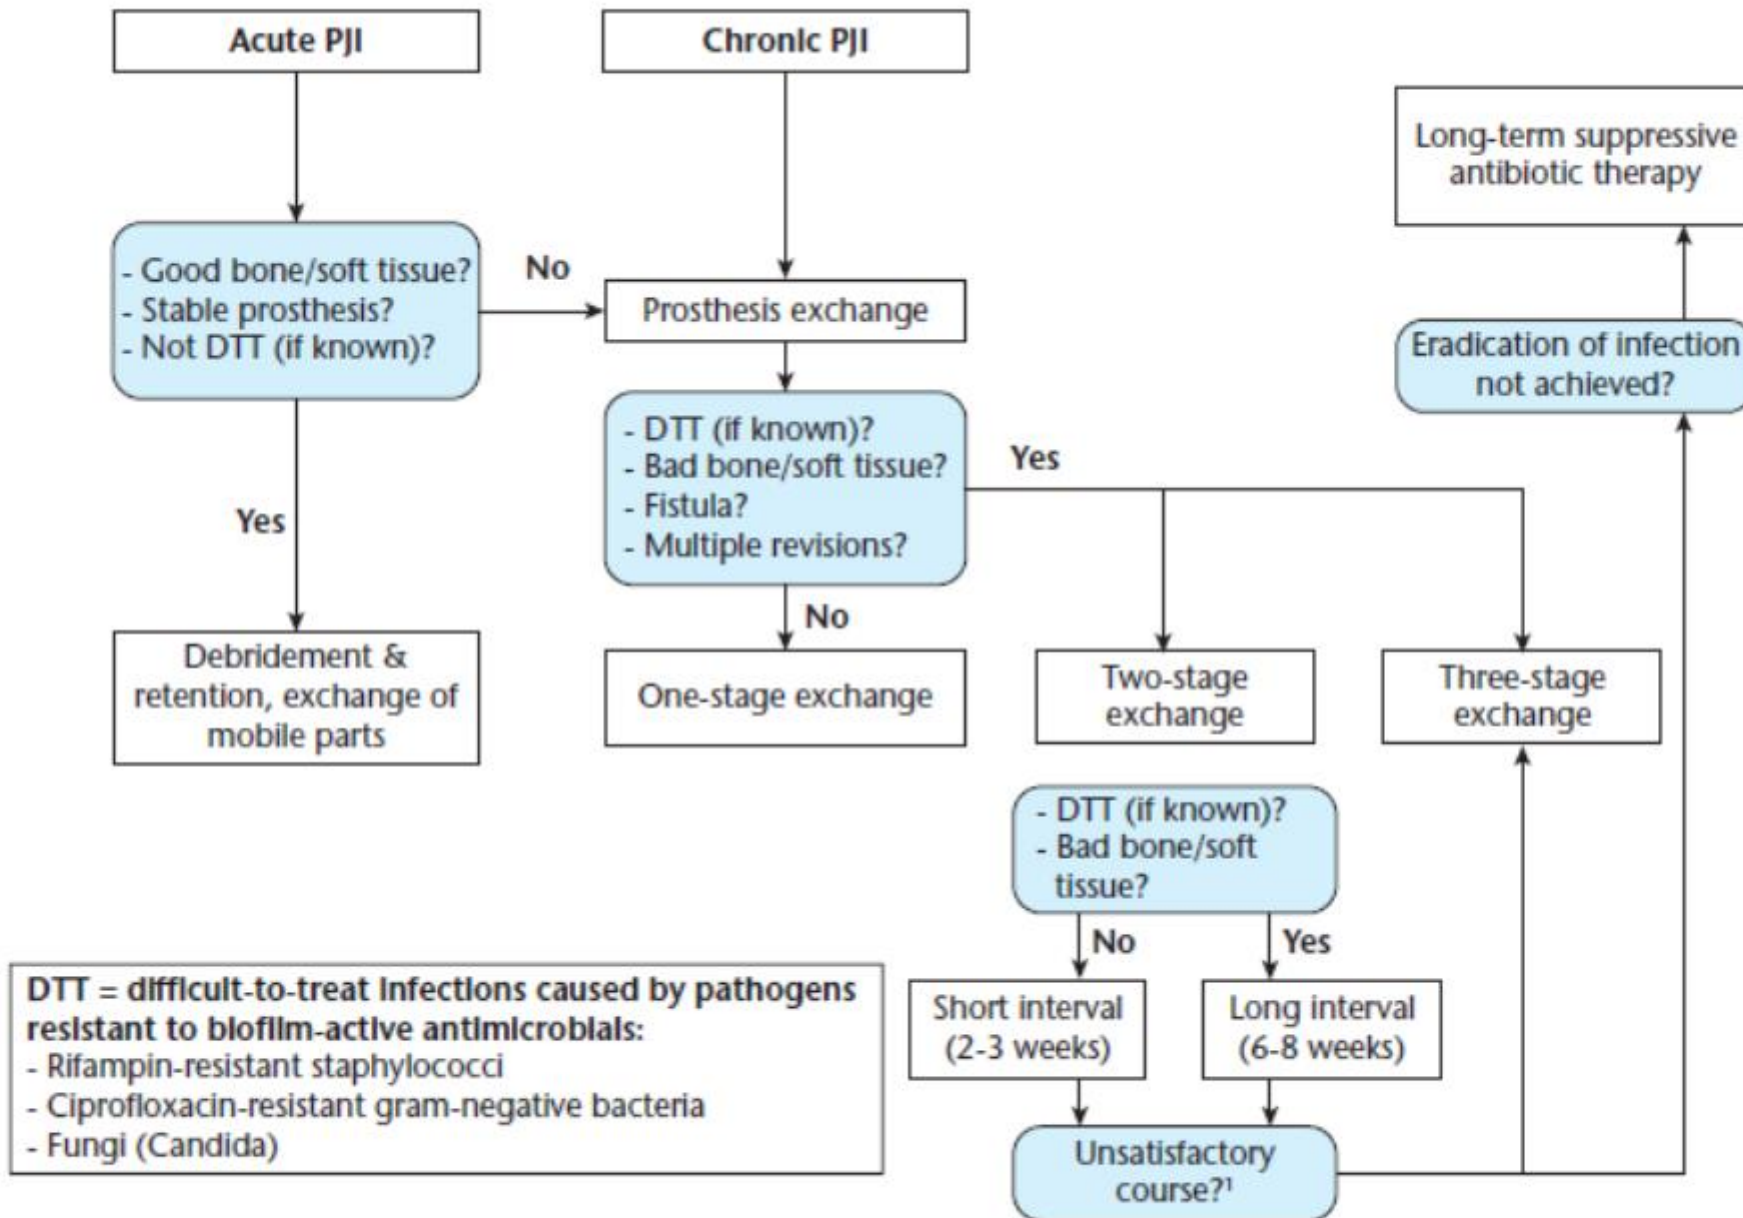 Acute PJI
Chronic PJI
Long-term suppressive
antibiotic therapy
- Good bone/soft tissue?
- Stable prosthesis?
- Not DTT (if known)?
No
Prosthesis exchange
Eradication of infection
not achieved?
- DTT (if known)?
- Bad bone/soft tissue?
- Fistula?
- Multiple revisions?
Yes
Yes
No
Debridement &
retention, exchange of
mobile parts
One-stage exchange
Two-stage
exchange
Three-stage
exchange
- DTT (if known)?
- Bad bone/soft
tissue?
No
Yes
Short interval
(2-3 weeks)
Long interval
(6-8 weeks)
Unsatisfactory
course?¹
DTT = difficult-to-treat infections caused by pathogens
resistant to biofilm-active antimicrobials:
- Rifampin-resistant staphylococci
- Ciprofloxacin-resistant gram-negative bacteria
- Fungi (Candida)